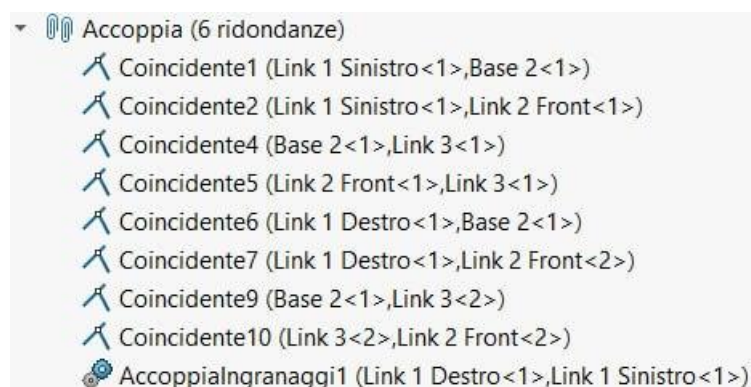 Accoppia (6 ridondanze)
Coincidente1 (Link 1 Sinistro<1>,Base 2<1>)
Coincidente2 (Link 1 Sinistro<1>,Link 2 Front<1>)
Coincidente4 (Base 2<1>,Link 3<1>)
Coincidente5 (Link 2 Front<1>,Link 3<1>)
Coincidente6 (Link 1 Destro<1>,Base 2<1>)
Coincidente7 (Link 1 Destro<1>,Link 2 Front<2>)
Coincidente9 (Base 2<1>,Link 3<2>)
Coincidente10 (Link 3<2>,Link 2 Front<2>)
AccoppiaIngranaggi1 (Link 1 Destro<1>,Link 1 Sinistro<1>)